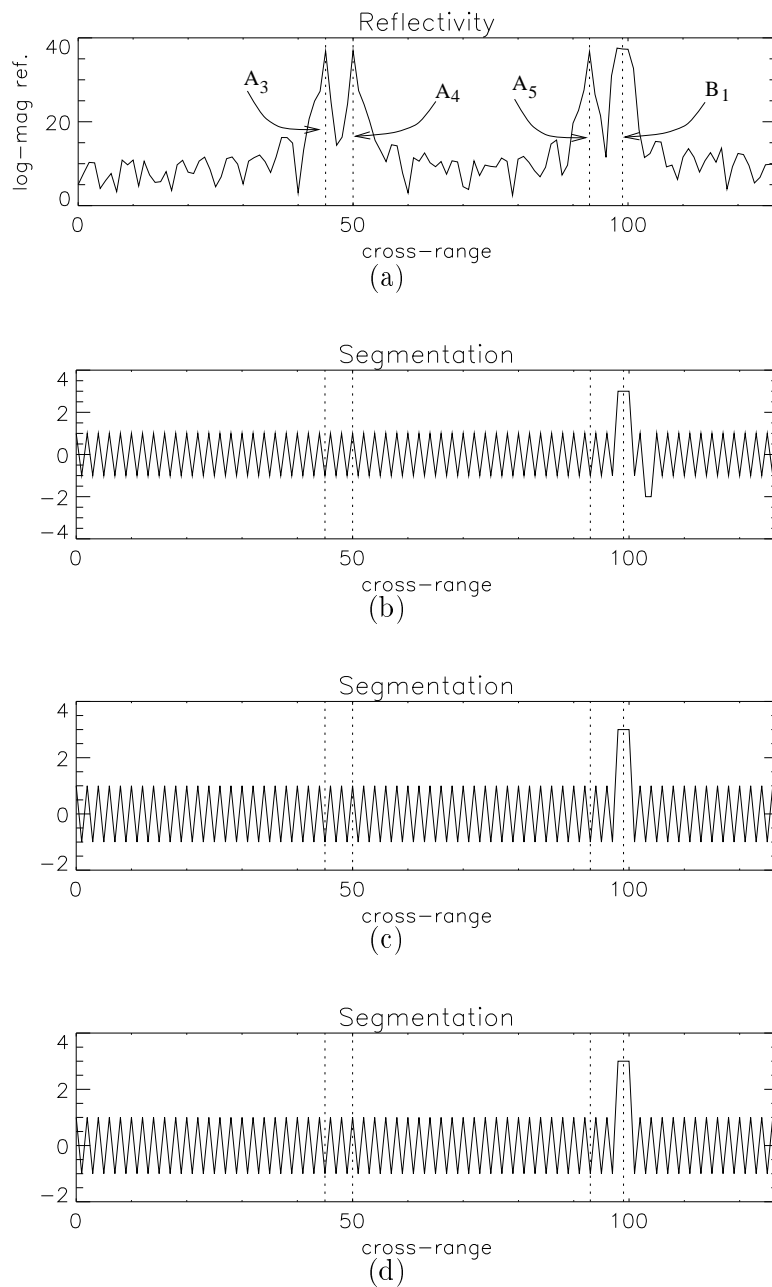 Reflectivity
40
20
0
log-mag ref.
A3
A4
A5
B1
0 50 100
cross-range
(a)
Segmentation
4
2
0
-2
-4
0 50 100
cross-range
(b)
Segmentation
4
2
0
-2
0 50 100
cross-range
(c)
Segmentation
4
2
0
-2
0 50 100
cross-range
(d)